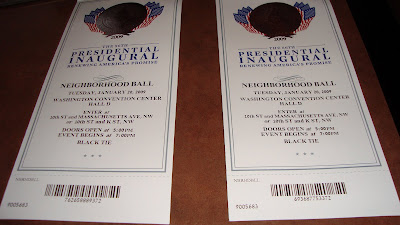 2009
THE 56TH
PRESIDENTIAL
INAUGURAL
RENEWING AMERICA'S PROMISE
NEIGHBORHOOD BALL
TUESDAY, JANUARY 20, 2009
WASHINGTON CONVENTION CENTER
HALL D
ENTER at
10th ST and MASSACHUSETTS AVE, NW
or 10th ST and K ST, NW
DOORS OPEN at 5:00PM
EVENT BEGINS at 7:00PM
BLACK TIE
9005683
762656889372
2009
THE 56TH
PRESIDENTIAL
INAUGURAL
RENEWING AMERICA'S PROMISE
NEIGHBORHOOD BALL
TUESDAY, JANUARY 20, 2009
WASHINGTON CONVENTION CENTER
HALL D
ENTER at
10th ST and MASSACHUSETTS AVE, NW
or 10th ST and K ST, NW
DOORS OPEN at 5:00PM
EVENT BEGINS at 7:00PM
BLACK TIE
9005683
693687753372